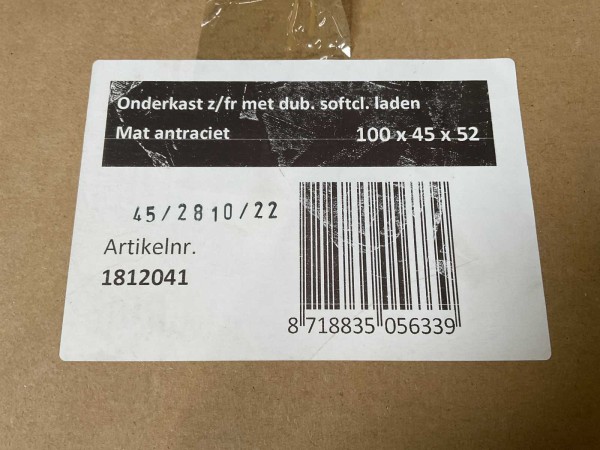 Onderkast z/fr met dub. softcl. laden
Mat antraciet 100 x 45 x 52
45/2810/22
Artikelnr.
1812041
8 718835 056339